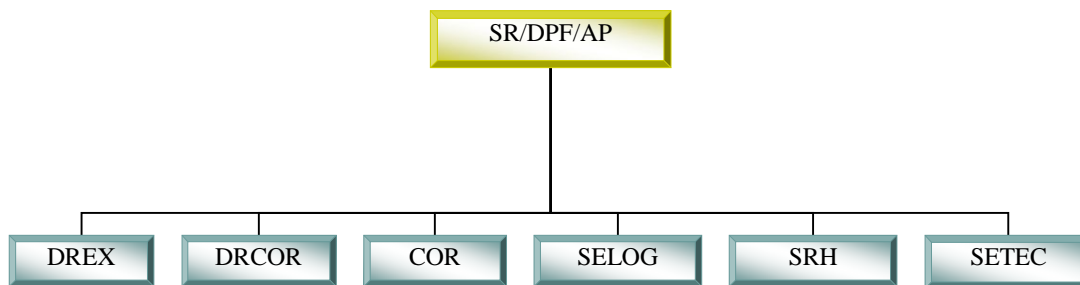 SR/DPF/AP
DREX
DRCOR
COR
SELOG
SRH
SETEC